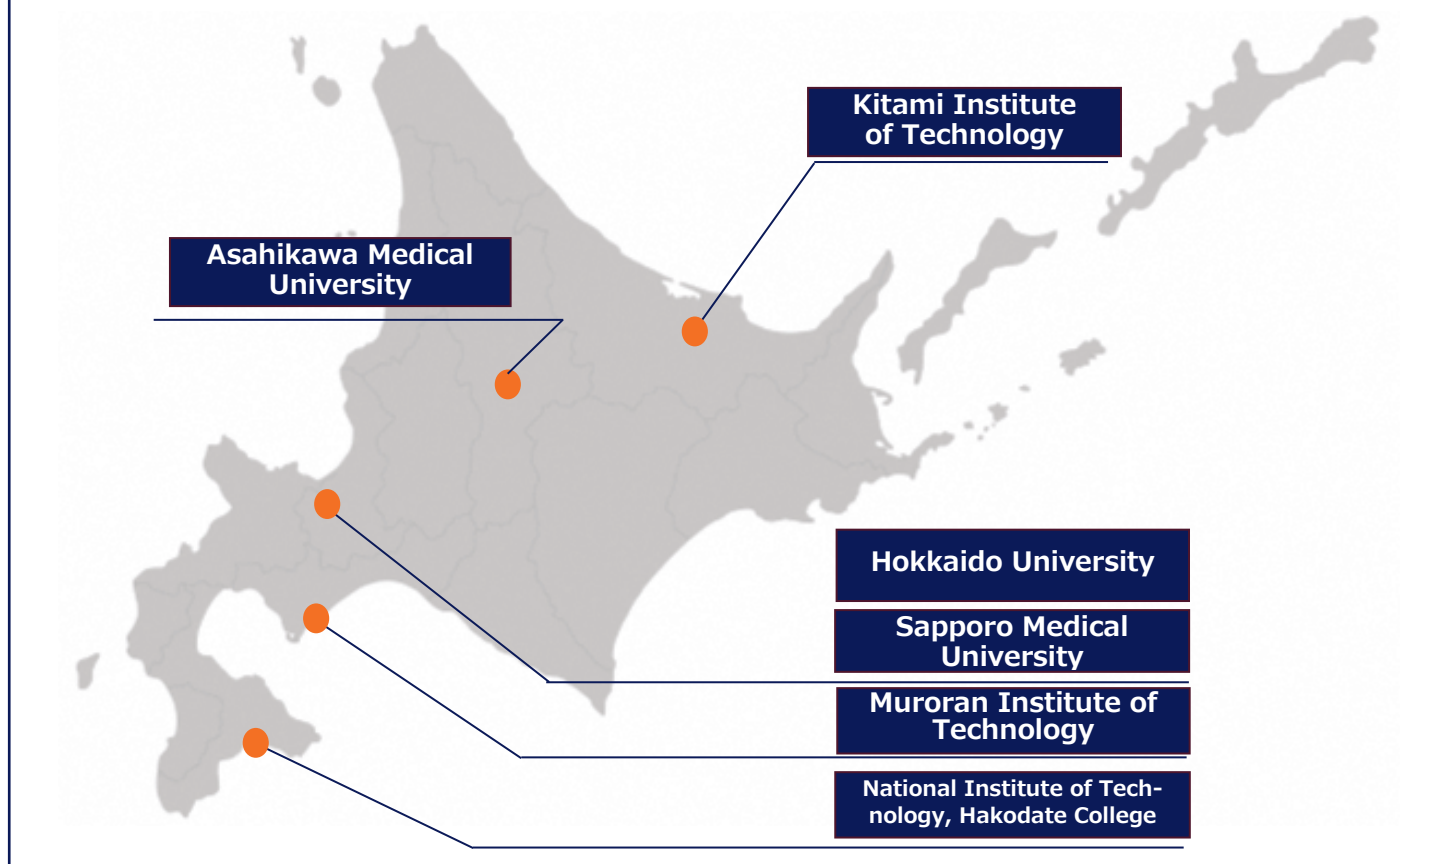 Kitami Institute
of Technology
Asahikawa Medical
University
Hokkaido University
Sapporo Medical
University
Muroran Institute of
Technology
National Institute of Tech-
nology, Hakodate College